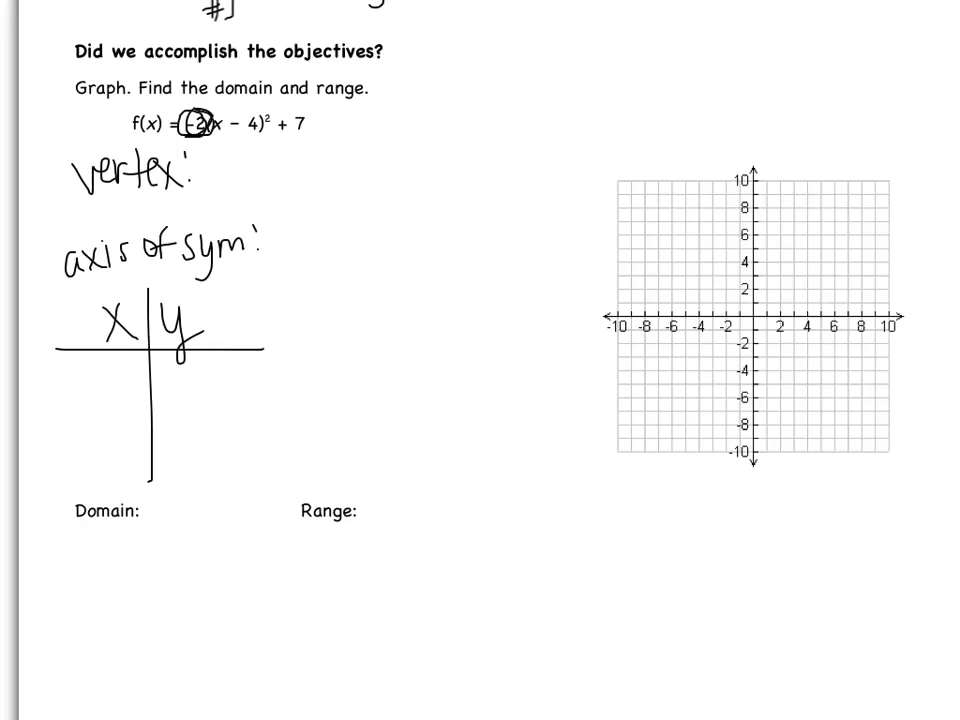 #]
Did we accomplish the objectives?
Graph. Find the domain and range.
f(x) = -2(x - 4)² + 7
vertex:
axis of sym:
x y
10
8
6
4
2
-10 -8 -6 -4 -2 2 4 6 8 10
-2
-4
-6
-8
-10
Domain: Range: